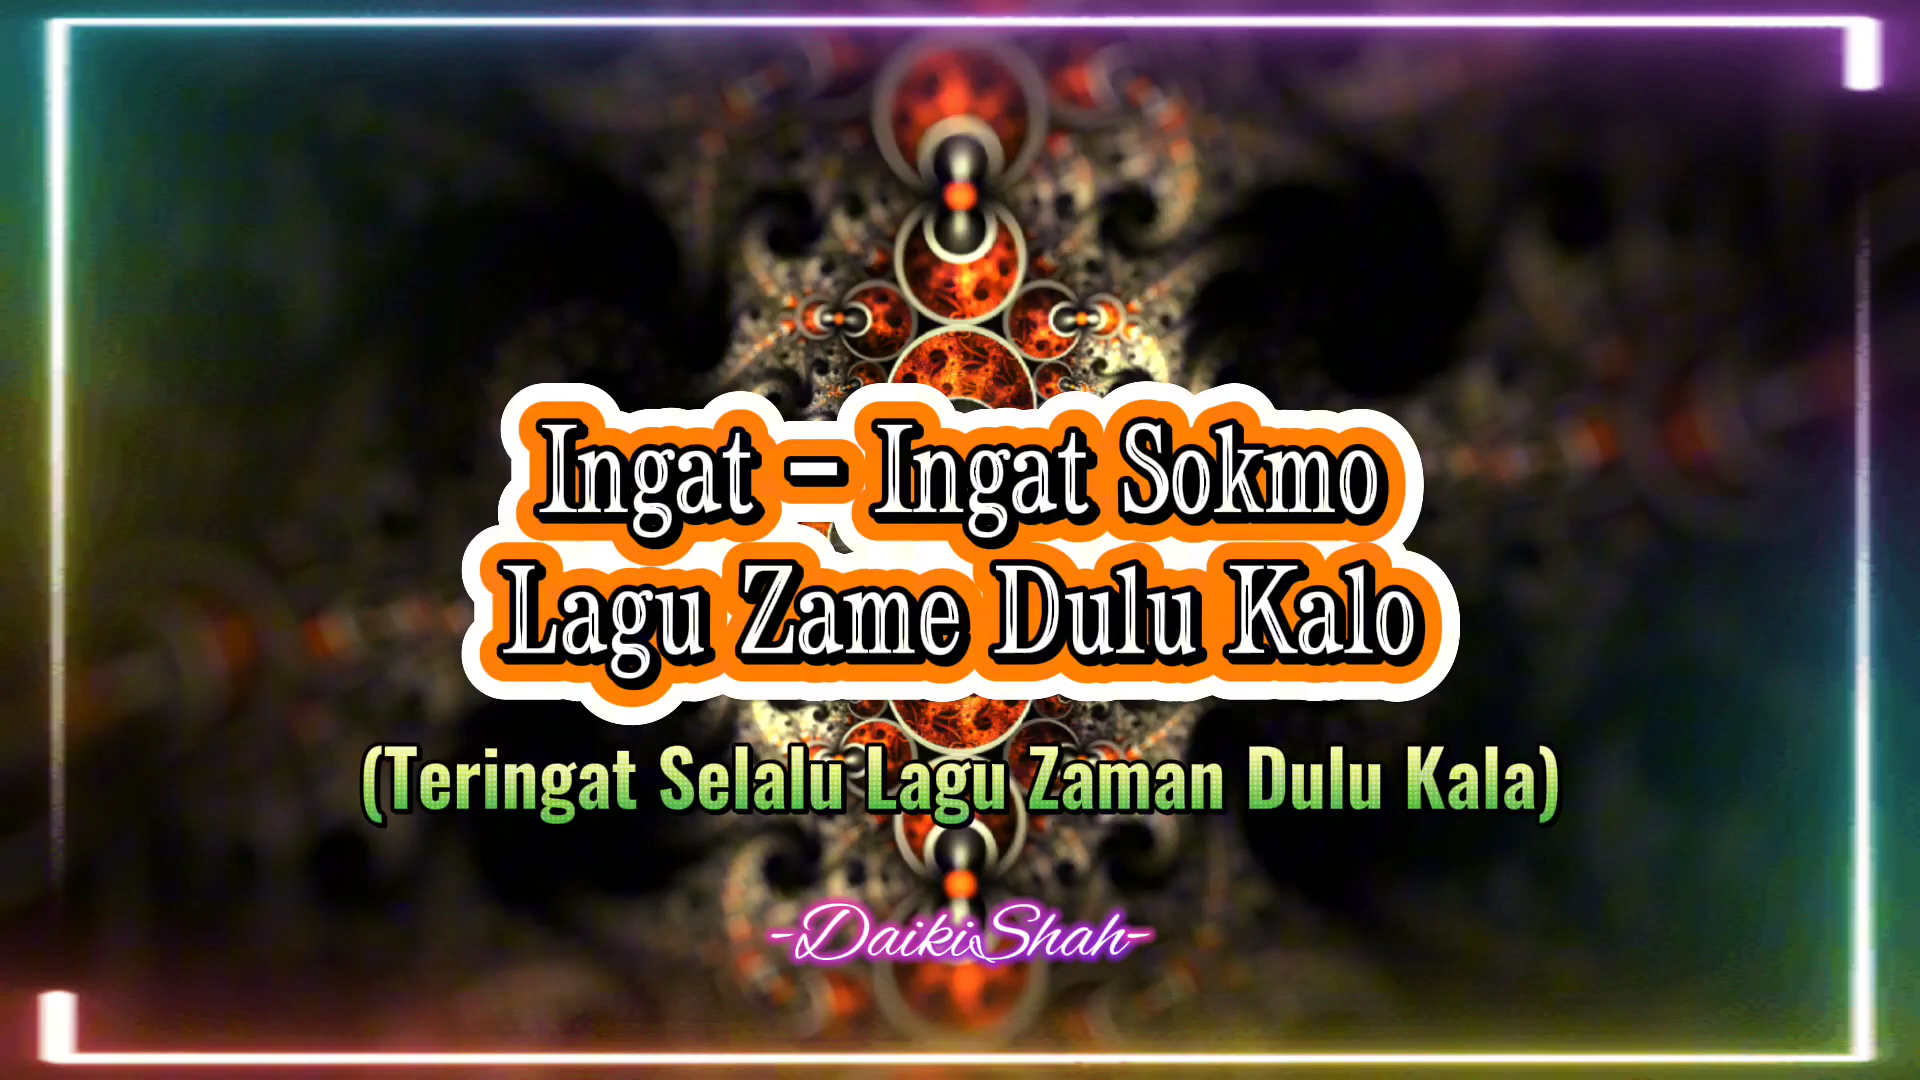 Ingat - Ingat Sokmo
Lagu Zame Dulu Kalo
(Teringat Selalu Lagu Zaman Dulu Kala)
-DaikiShah-